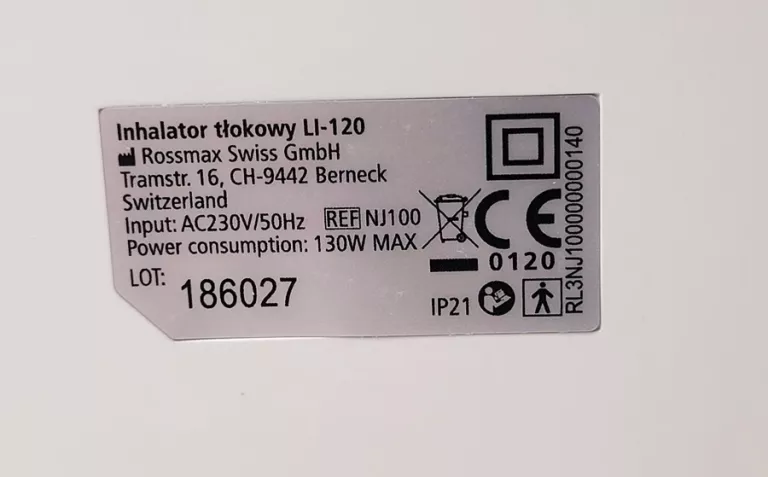 Inhalator tłokowy LI-120
Rossmax Swiss GmbH
Tramstr. 16, CH-9442 Berneck
Switzerland
Input: AC230V/50Hz REF NJ100
Power consumption: 130W MAX
LOT: 186027
CE
0120
IP21
RL3NJ100000000140